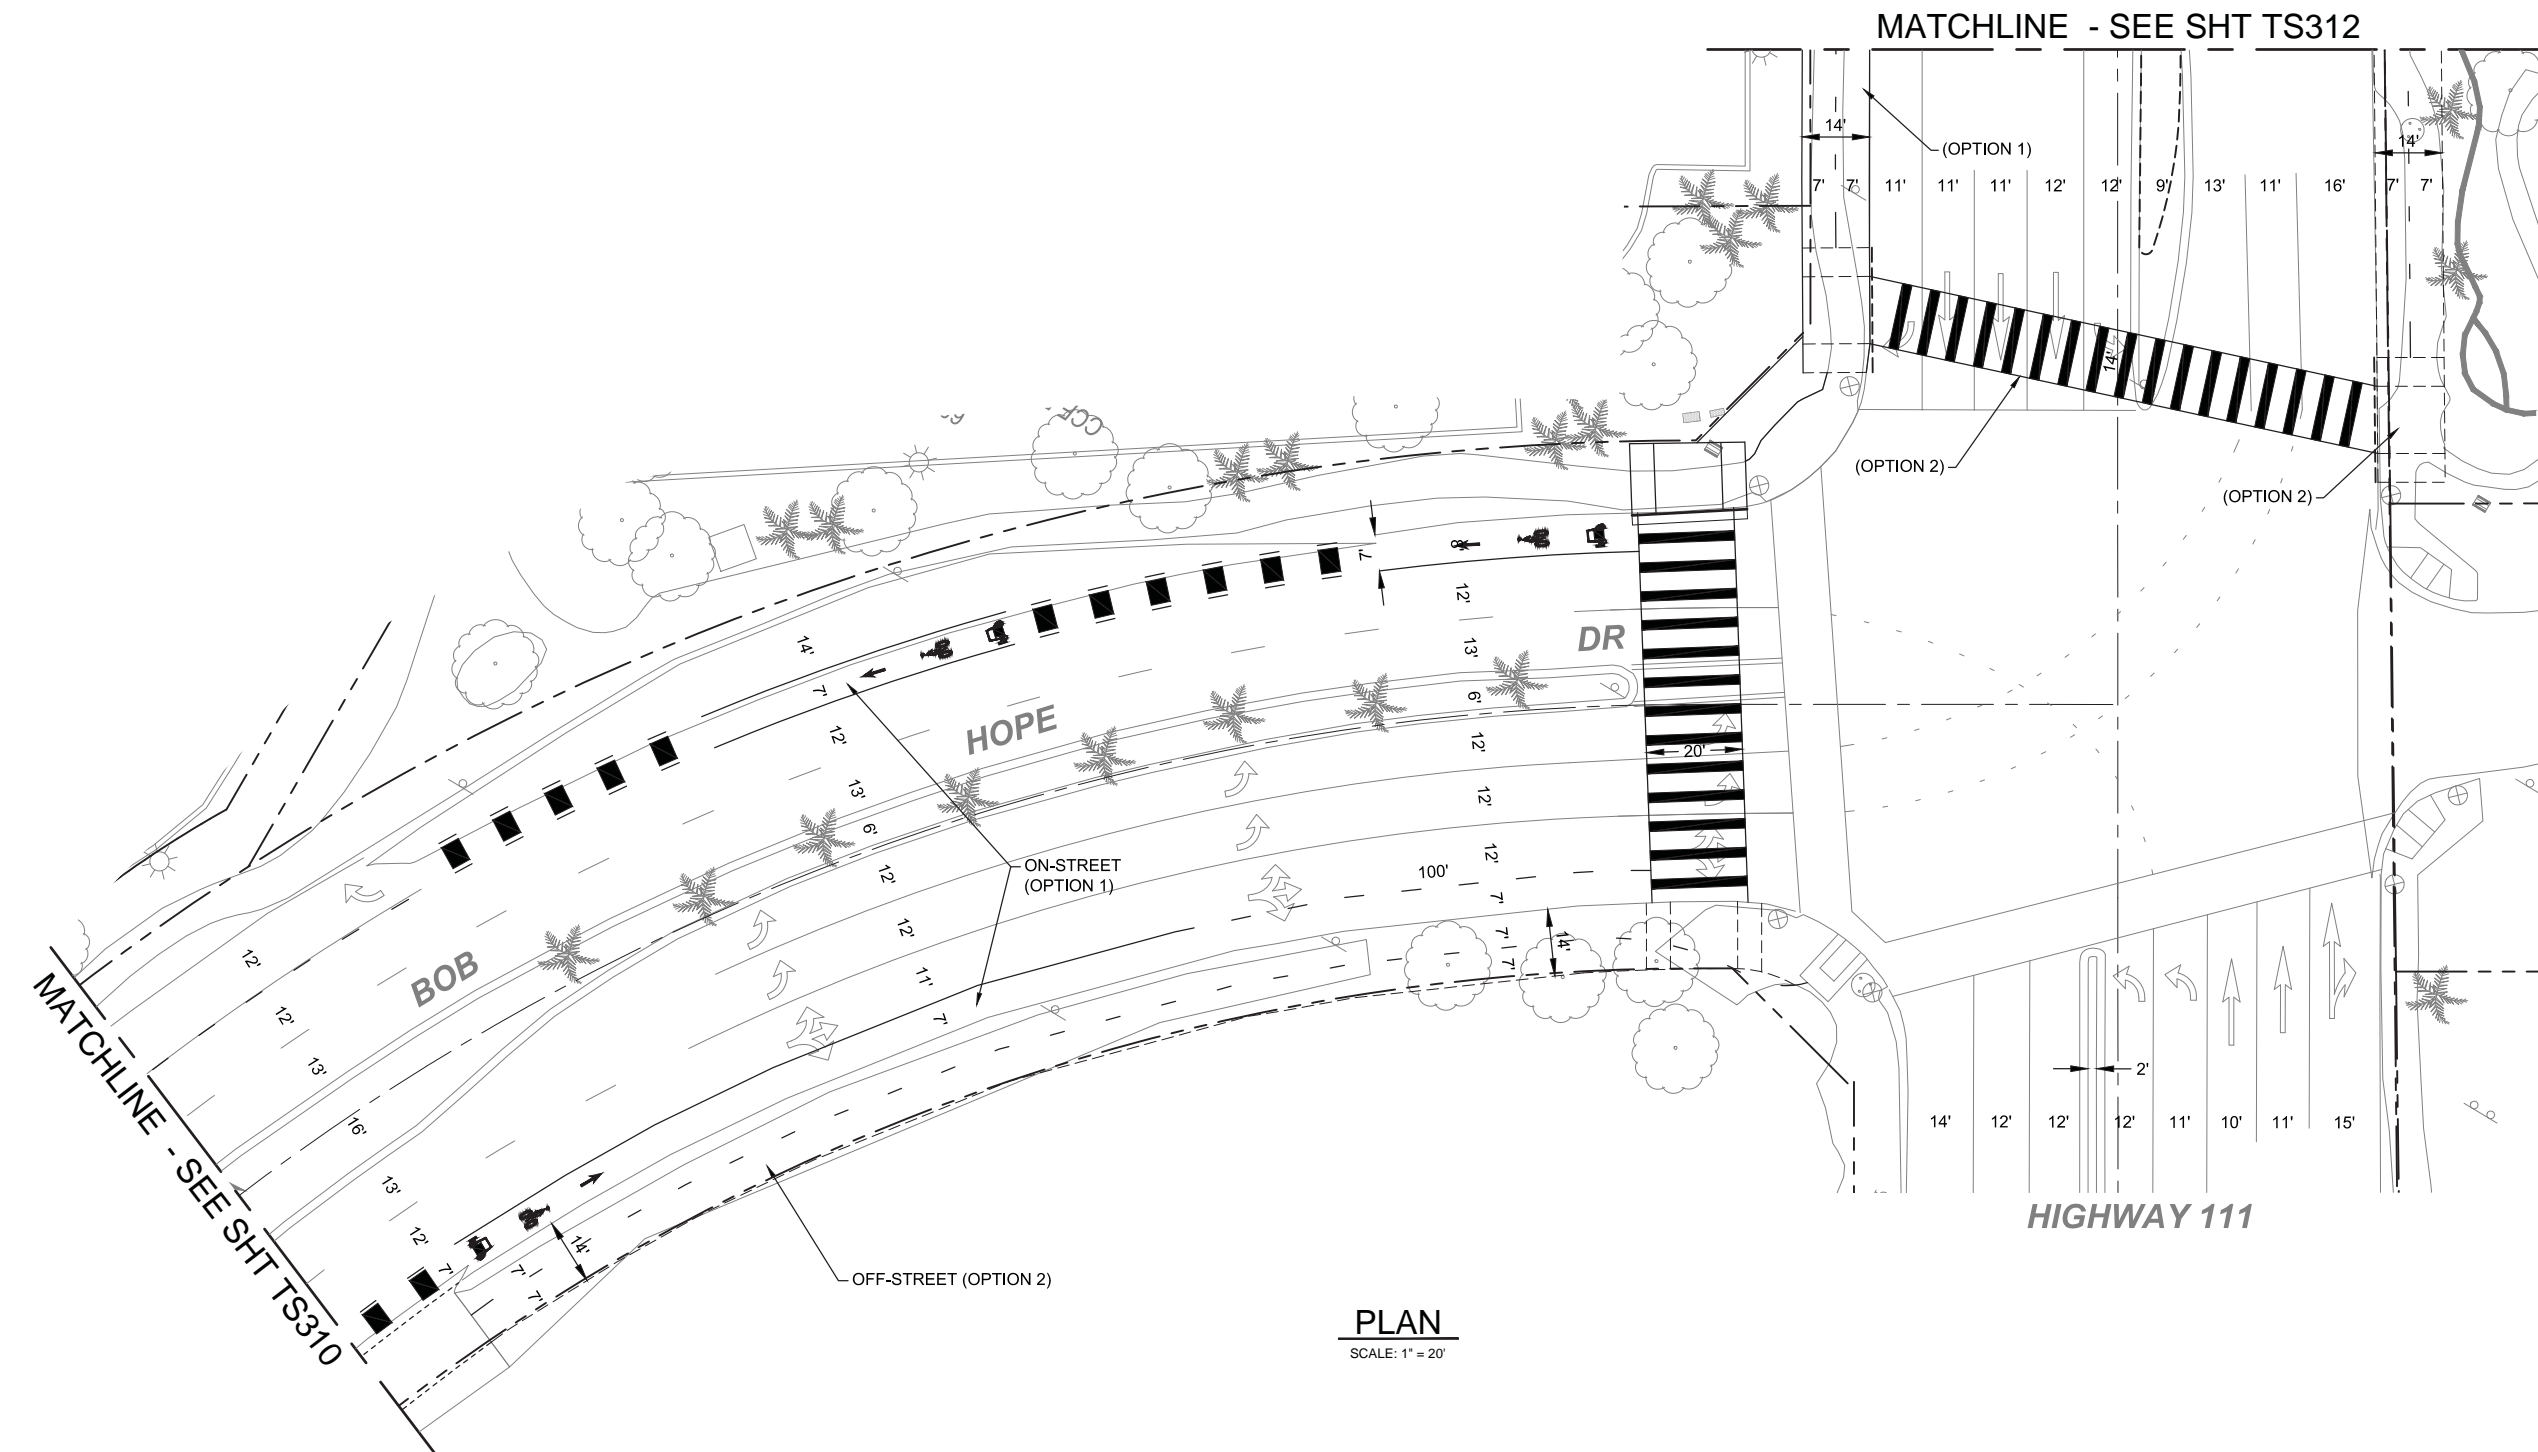 MATCHLINE - SEE SHT TS312
14'
(OPTION 1)
14'
7' 7' 11' 11' 11' 12' 12' 9' 13' 11' 16' 7' 7'
14'
(OPTION 2)
(OPTION 2)
7'
8'
12'
13'
DR
6'
12'
20'
12'
12'
100'
7'
14'
7'
7'
14'
7'
12'
HOPE
13'
6'
12'
ON-STREET
(OPTION 1)
12'
11'
7'
BOB
12'
12'
13'
16'
13'
12'
7'
14'
7'
7'
MATCHLINE - SEE SHT TS310
OFF-STREET (OPTION 2)
2'
14' 12' 12' 12' 11' 10' 11' 15'
HIGHWAY 111
PLAN
SCALE: 1" = 20'